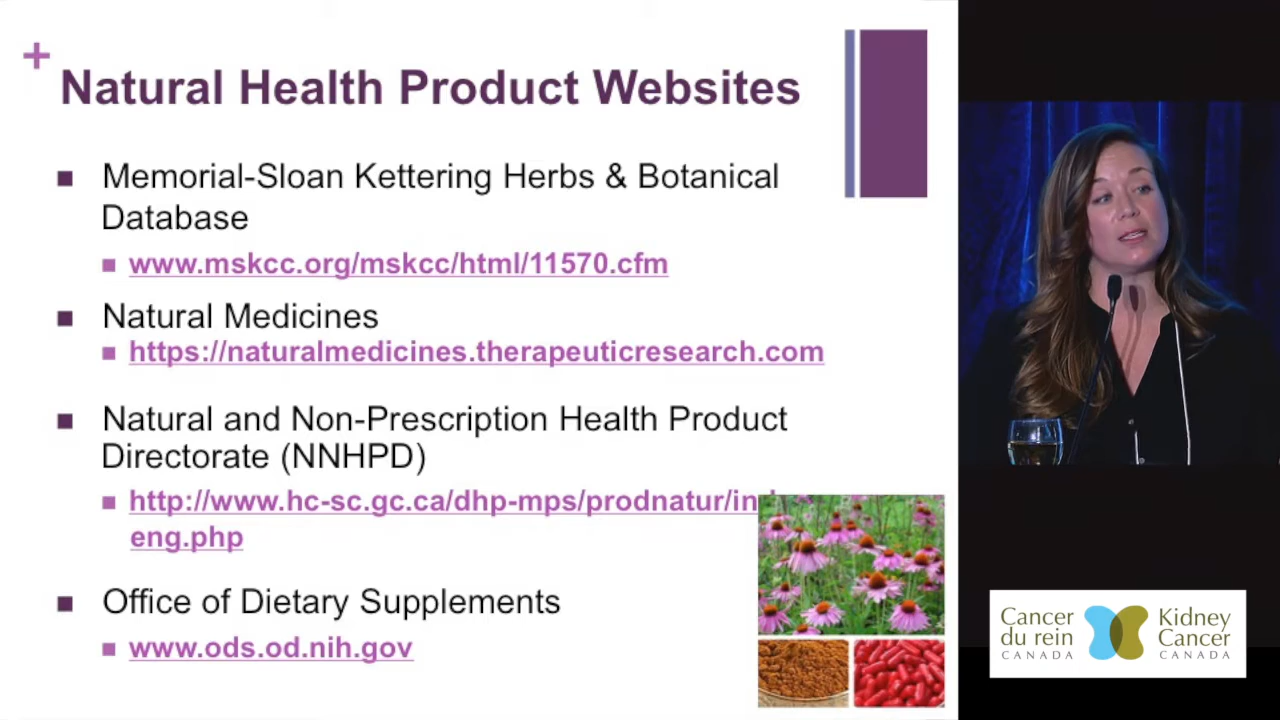 +
Natural Health Product Websites
Memorial-Sloan Kettering Herbs & Botanical
Database
www.mskcc.org/mskcc/html/11570.cfm
Natural Medicines
https://naturalmedicines.therapeuticresearch.com
Natural and Non-Prescription Health Product
Directorate (NNHPD)
http://www.hc-sc.gc.ca/dhp-mps/prodnatur/in
eng.php
Office of Dietary Supplements
www.ods.od.nih.gov
Cancer
du rein
CANADA
Kidney
Cancer
CANADA